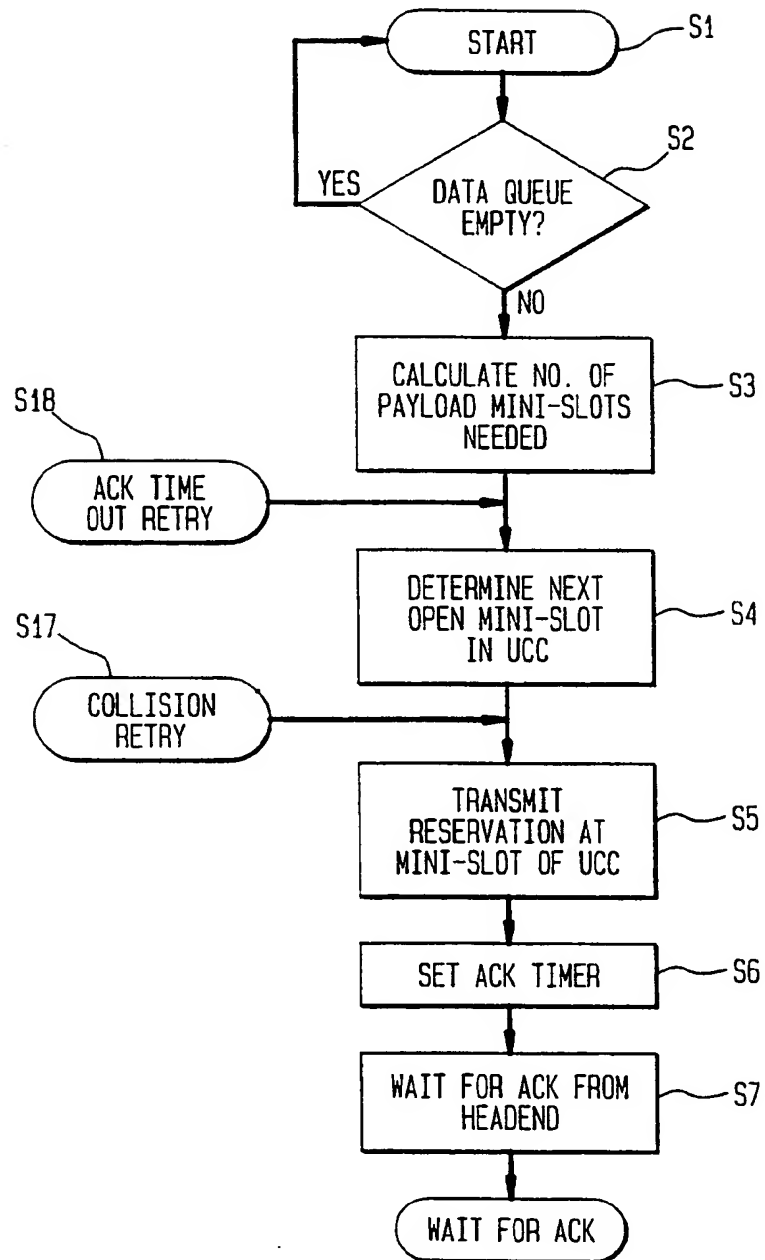 START
S1
S2
YES
DATA QUEUE
EMPTY?
NO
CALCULATE NO. OF
PAYLOAD MINI-SLOTS
NEEDED
S3
S18
ACK TIME
OUT RETRY
DETERMINE NEXT
OPEN MINI-SLOT
IN UCC
S4
S17
COLLISION
RETRY
TRANSMIT
RESERVATION AT
MINI-SLOT OF UCC
S5
SET ACK TIMER
S6
WAIT FOR ACK FROM
HEADEND
S7
WAIT FOR ACK